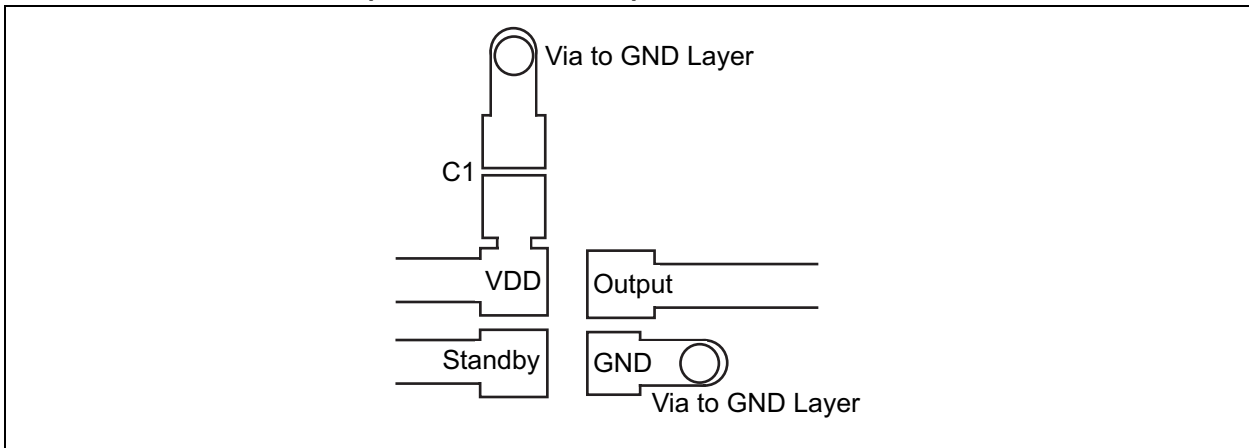 Via to GND Layer
C1
VDD
Output
Standby
GND
Via to GND Layer